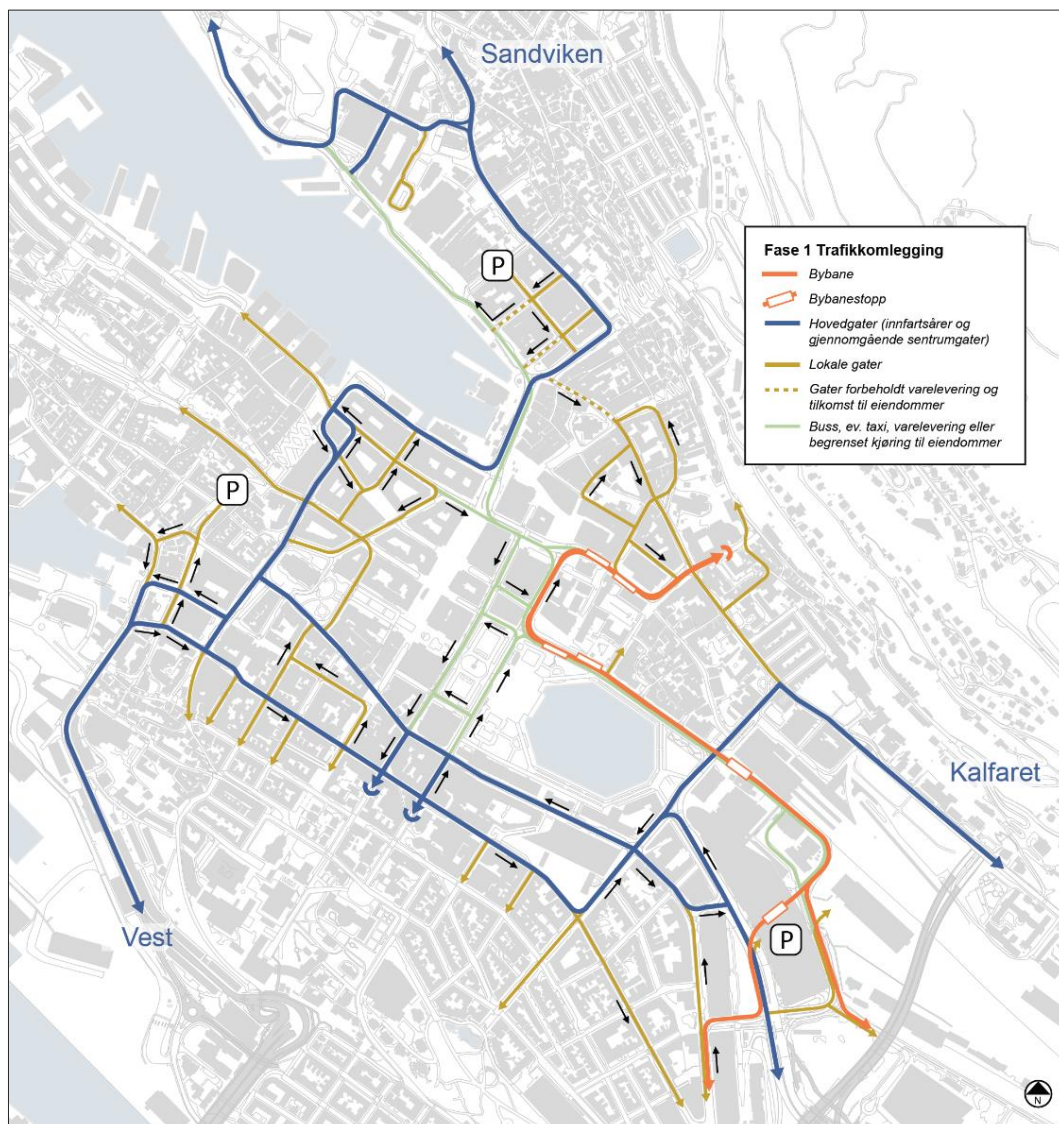 Sandviken
P
Fase 1 Trafikkomlegging
Bybane
Bybanestopp
Hovedgater (innfartsårer og
gjennomgående sentrumgater)
Lokale gater
Gater forbeholdt varelevering og
tilkomst til eiendommer
Buss, ev. taxi, varelevering eller
begrenset kjøring til eiendommer
P
Kalfaret
Vest
P
N